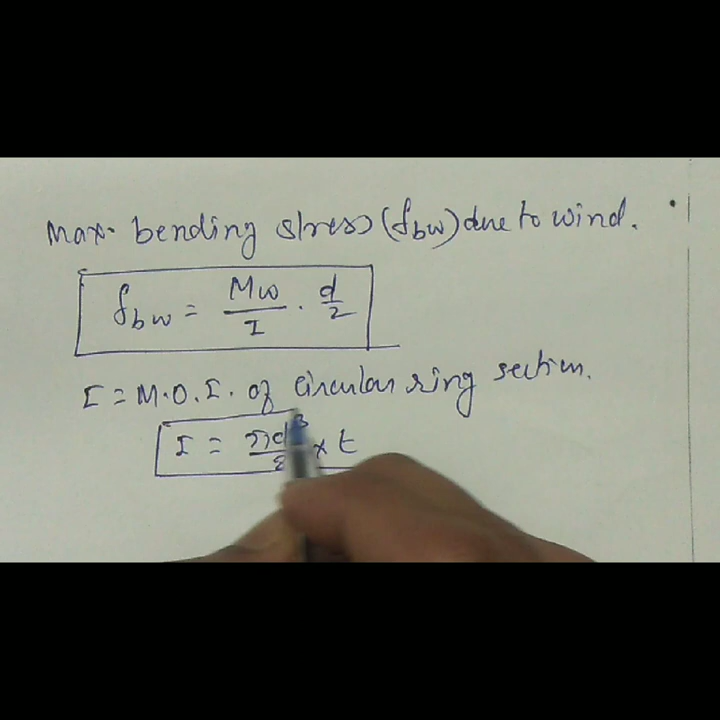 Max. bending stress (fbw) due to wind.
fbw = Mw/I . d/2
I = M.O.I. of circular ring section.
I = πd³/8 × t